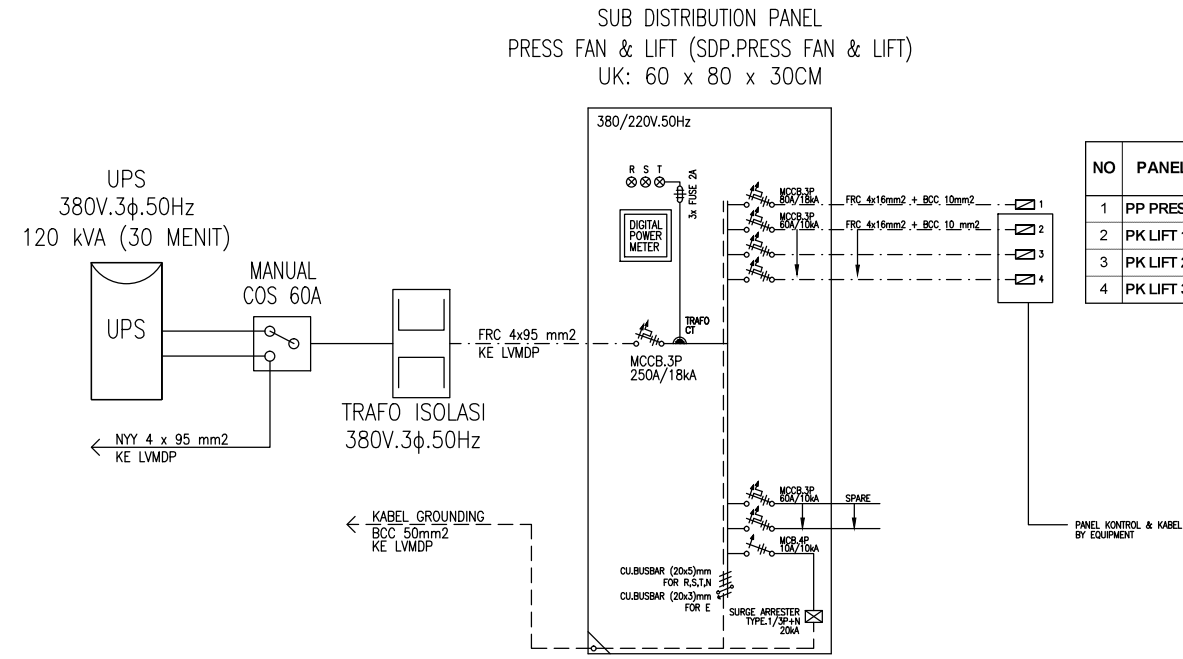 SUB DISTRIBUTION PANEL
PRESS FAN & LIFT (SDP.PRESS FAN & LIFT)
UK: 60 x 80 x 30CM
UPS
380V.3ϕ.50Hz
120 kVA (30 MENIT)
UPS
MANUAL
COS 60A
NYY 4 x 95 mm2
KE LVMDP
TRAFO ISOLASI
380V.3ϕ.50Hz
FRC 4x95 mm2
KE LVMDP
KABEL GROUNDING
BCC 50mm2
KE LVMDP
380/220V.50Hz
R S T
3x FUSE 2A
DIGITAL
POWER
METER
TRAFO
CT
MCCB.3P
250A/18kA
MCCB.3P
80A/18kA
FRC 4x16mm2 + BCC 10mm2
1
MCCB.3P
60A/10kA
FRC 4x16mm2 + BCC 10 mm2
2
3
4
MCCB.3P
60A/10kA
SPARE
MCB.4P
10A/10kA
CU.BUSBAR (20x5)mm
FOR R,S,T,N
CU.BUSBAR (20x3)mm
FOR E
SURGE ARRESTER
TYPE.1/3P+N
20kA
PANEL KONTROL & KABEL
BY EQUIPMENT
NO PANEL
1 PP PRES
2 PK LIFT 1
3 PK LIFT 2
4 PK LIFT 3